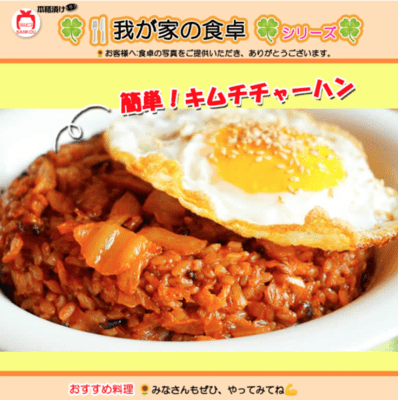 本格漬け
🍀🍴我が家の食卓🍀シリーズ🍀
🌻お客様へ:食卓の写真をご提供いただき、ありがとうございます。
簡単！キムチチャーハン
おすすめ料理 🌻みなさんもぜひ、やってみてね💪